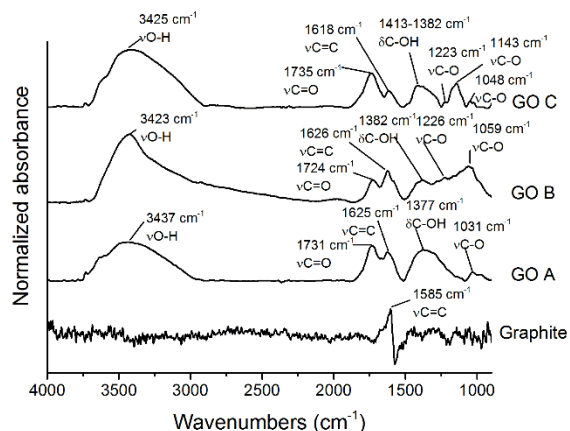 3425 cm⁻¹
νO-H
1735 cm⁻¹
νC=O
1618 cm⁻¹
νC=C
1413-1382 cm⁻¹
δC-OH
1223 cm⁻¹
νC-O
1143 cm⁻¹
νC-O
1048 cm⁻¹
νC-O
GO C
3423 cm⁻¹
νO-H
1724 cm⁻¹
νC=O
1626 cm⁻¹
νC=C
1382 cm⁻¹
δC-OH
1226 cm⁻¹
νC-O
1059 cm⁻¹
νC-O
GO B
3437 cm⁻¹
νO-H
1731 cm⁻¹
νC=O
1625 cm⁻¹
νC=C
1377 cm⁻¹
δC-OH
1031 cm⁻¹
νC-O
GO A
1585 cm⁻¹
νC=C
Graphite
Normalized absorbance
4000 3500 3000 2500 2000 1500 1000
Wavenumbers (cm⁻¹)